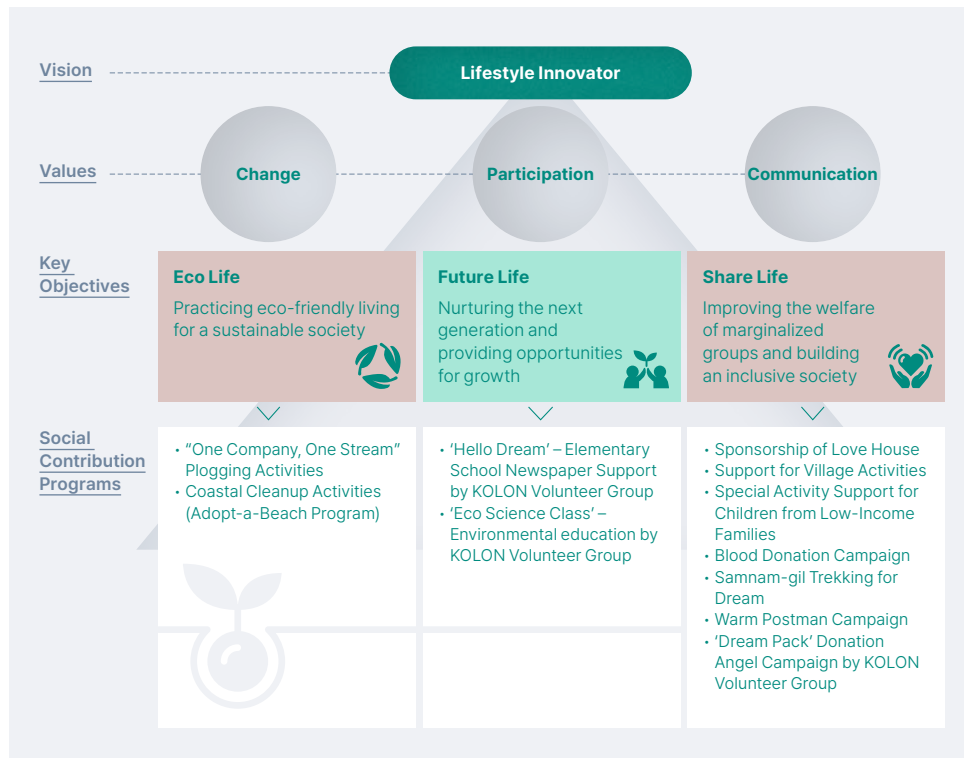 Vision
Lifestyle Innovator
Values
Change
Participation
Communication
Key
Objectives
Eco Life
Practicing eco-friendly living
for a sustainable society
Future Life
Nurturing the next
generation and
providing opportunities
for growth
Share Life
Improving the welfare
of marginalized
groups and building
an inclusive society
Social
Contribution
Programs
• “One Company, One Stream”
Plogging Activities
• Coastal Cleanup Activities
(Adopt-a-Beach Program)
• ‘Hello Dream’ – Elementary
School Newspaper Support
by KOLON Volunteer Group
• ‘Eco Science Class’ –
Environmental education by
KOLON Volunteer Group
• Sponsorship of Love House
• Support for Village Activities
• Special Activity Support for
Children from Low-Income
Families
• Blood Donation Campaign
• Samnam-gil Trekking for
Dream
• Warm Postman Campaign
• ‘Dream Pack’ Donation
Angel Campaign by KOLON
Volunteer Group